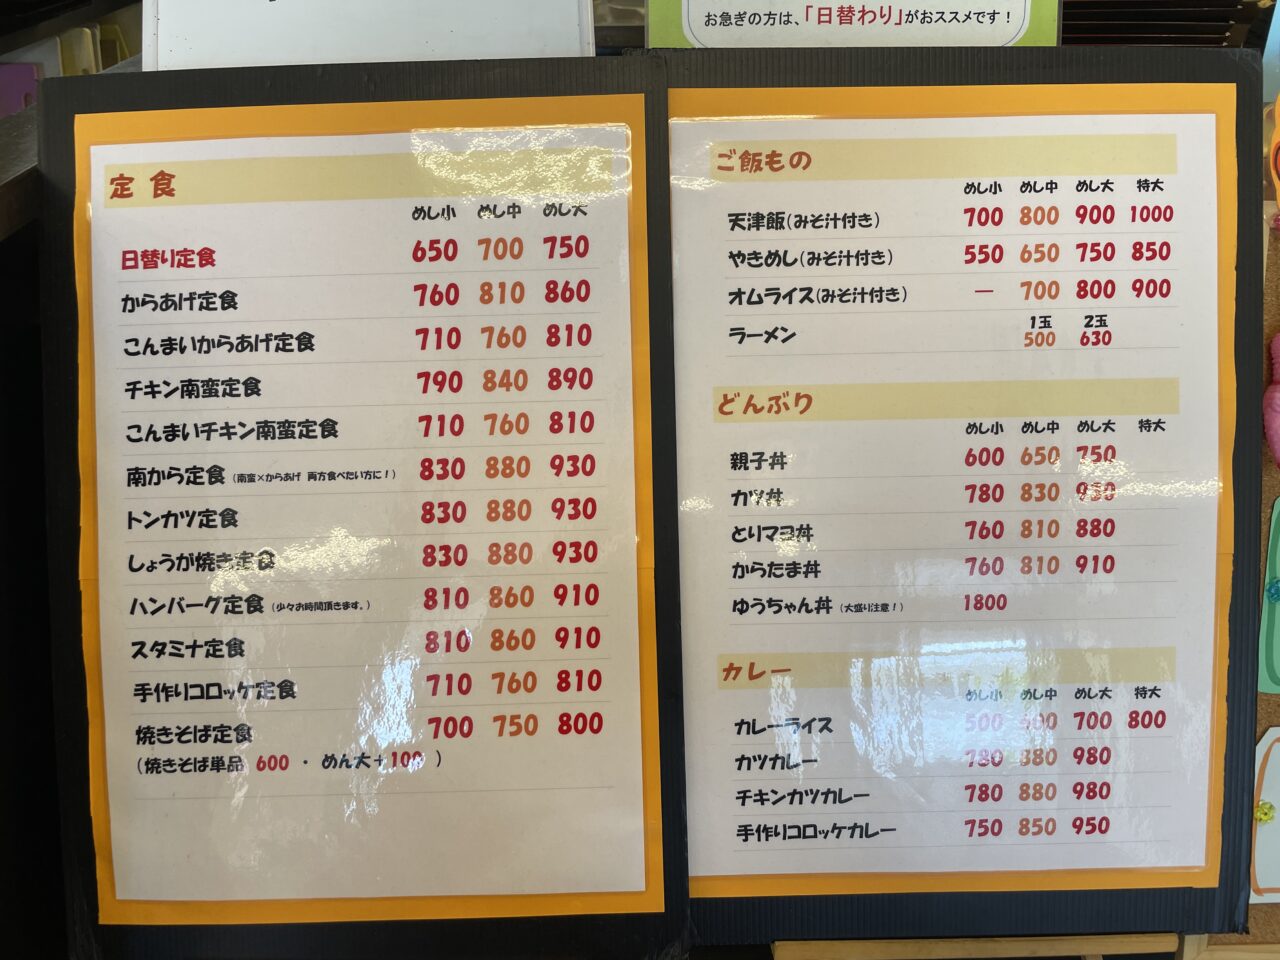 お急ぎの方は、「日替わり」がおススメです！
定食
めし小 めし中 めし大
日替り定食 650 700 750
からあげ定食 760 810 860
こんまいからあげ定食 710 760 810
チキン南蛮定食 790 840 890
こんまいチキン南蛮定食 710 760 810
南から定食（南蛮×からあげ 両方食べたい方に！） 830 880 930
トンカツ定食 830 880 930
しょうが焼き定食 830 880 930
ハンバーグ定食（少々お時間頂きます。） 810 860 910
スタミナ定食 810 860 910
手作りコロッケ定食 710 760 810
焼きそば定食 700 750 800
（焼きそば単品 600 ・ めん大＋100 ）
ご飯もの
めし小 めし中 めし大 特大
天津飯（みそ汁付き） 700 800 900 1000
やきめし（みそ汁付き） 550 650 750 850
オムライス（みそ汁付き） — 700 800 900
1玉 2玉
ラーメン 500 630
どんぶり
めし小 めし中 めし大 特大
親子丼 600 650 750
カツ丼 780 830 930
とりマヨ丼 760 810 880
からたま丼 760 810 910
ゆうちゃん丼（大盛り注意！） 1800
カレー
めし小 めし中 めし大 特大
カレーライス 500 600 700 800
カツカレー 780 880 980
チキンカツカレー 780 880 980
手作りコロッケカレー 750 850 950